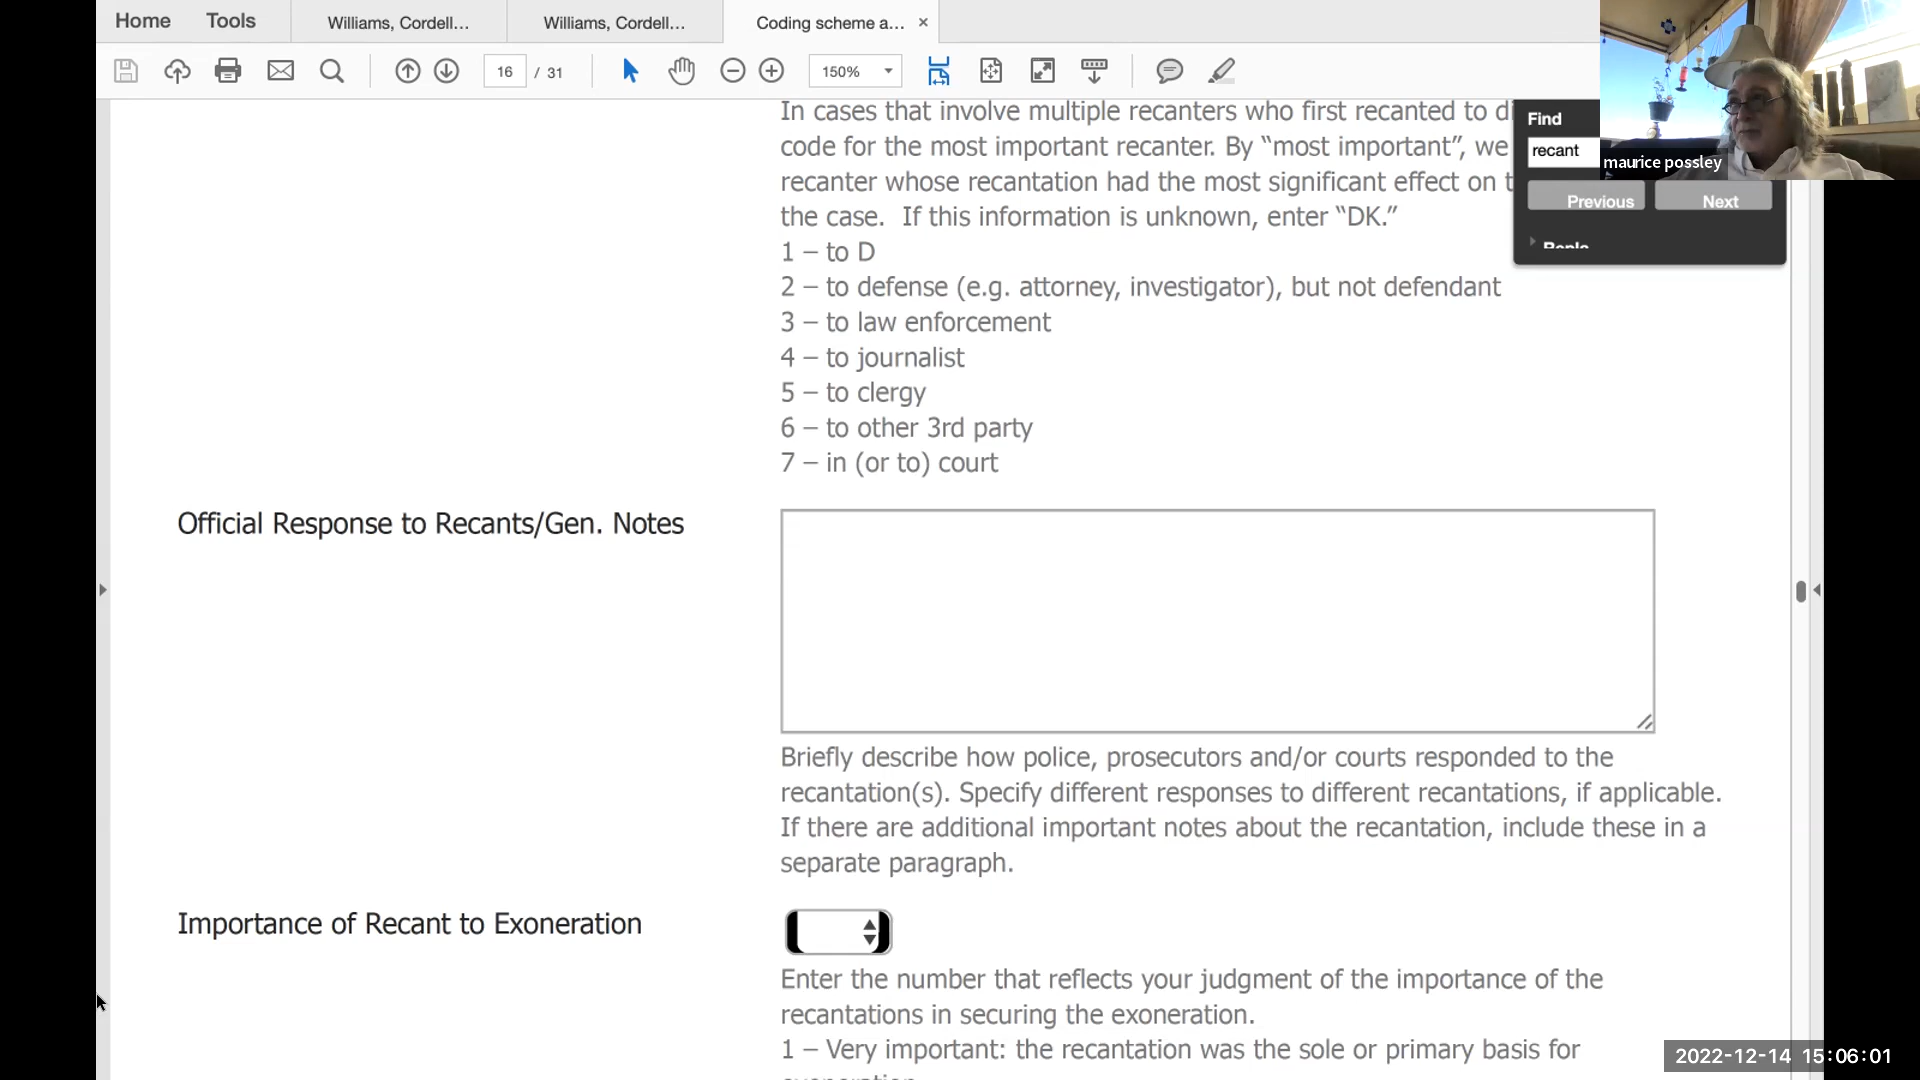 Home Tools Williams, Cordell... Williams, Cordell... Coding scheme a... ×
16 / 31 150%
In cases that involve multiple recanters who first recanted to di
code for the most important recanter. By “most important”, we
recanter whose recantation had the most significant effect on t
the case. If this information is unknown, enter “DK.”
1 – to D
2 – to defense (e.g. attorney, investigator), but not defendant
3 – to law enforcement
4 – to journalist
5 – to clergy
6 – to other 3rd party
7 – in (or to) court
Find
recant
Previous Next
maurice possley
Official Response to Recants/Gen. Notes
Briefly describe how police, prosecutors and/or courts responded to the
recantation(s). Specify different responses to different recantations, if applicable.
If there are additional important notes about the recantation, include these in a
separate paragraph.
Importance of Recant to Exoneration
Enter the number that reflects your judgment of the importance of the
recantations in securing the exoneration.
1 – Very important: the recantation was the sole or primary basis for
2022-12-14 15:06:01